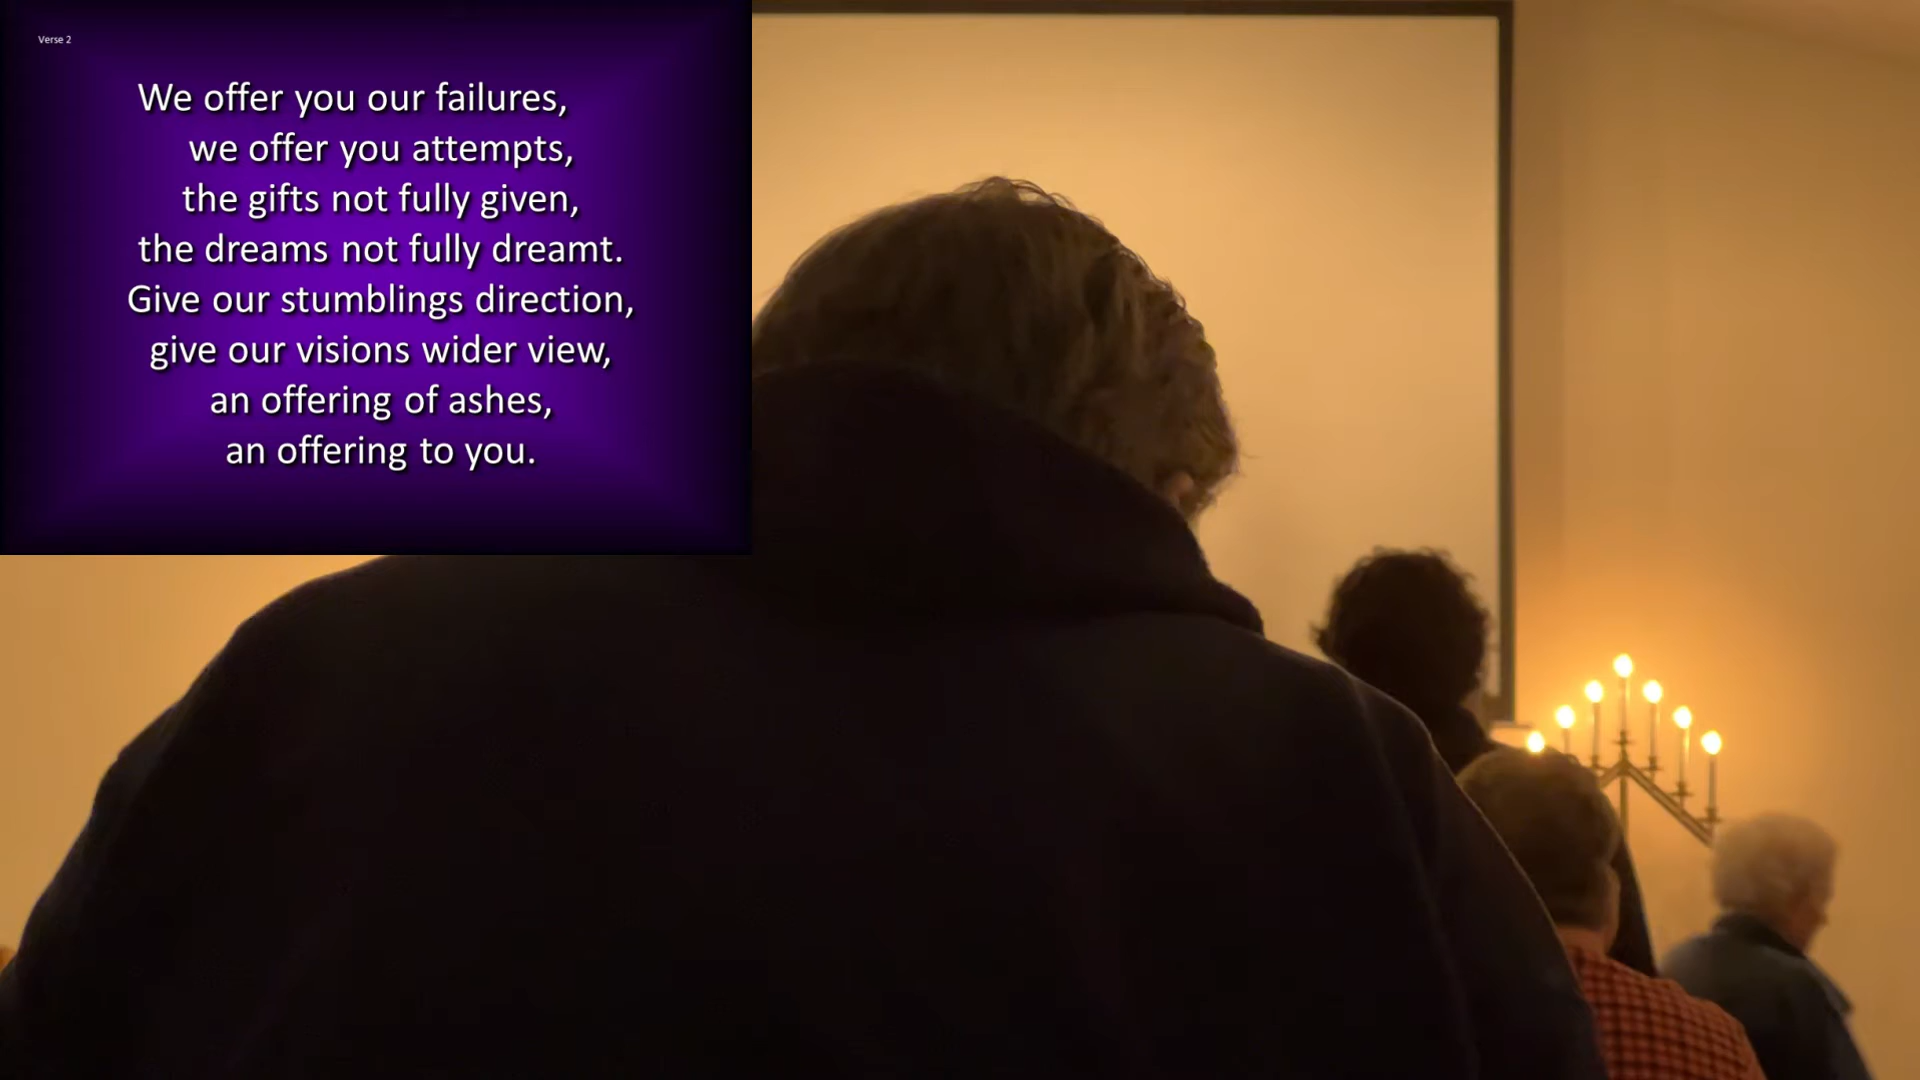 Verse 2
We offer you our failures,
we offer you attempts,
the gifts not fully given,
the dreams not fully dreamt.
Give our stumblings direction,
give our visions wider view,
an offering of ashes,
an offering to you.